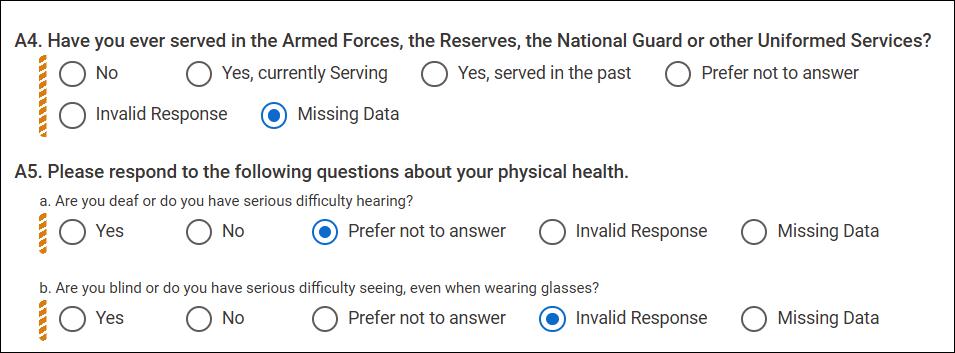 A4. Have you ever served in the Armed Forces, the Reserves, the National Guard or other Uniformed Services?
No Yes, currently Serving Yes, served in the past Prefer not to answer
Invalid Response Missing Data
A5. Please respond to the following questions about your physical health.
a. Are you deaf or do you have serious difficulty hearing?
Yes No Prefer not to answer Invalid Response Missing Data
b. Are you blind or do you have serious difficulty seeing, even when wearing glasses?
Yes No Prefer not to answer Invalid Response Missing Data